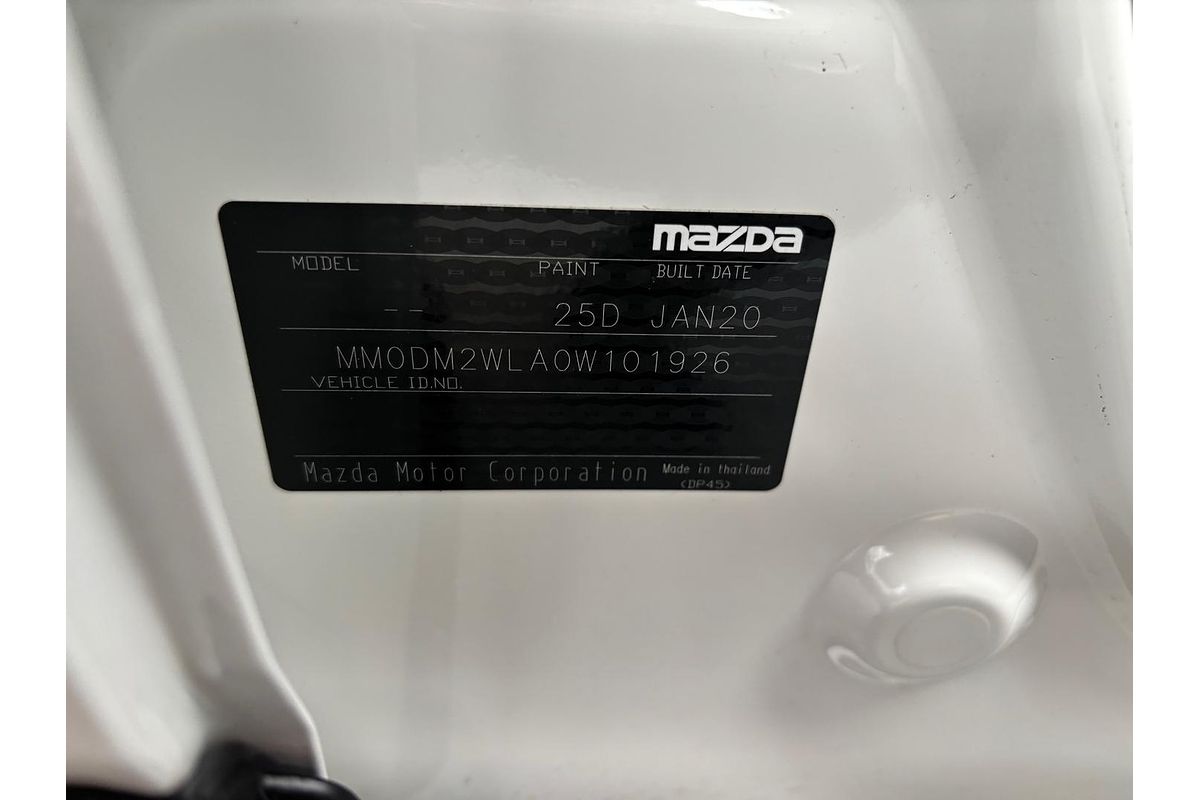 mazda
MODEL PAINT BUILT DATE
-- 25D JAN20
MM0DM2WLA0W101926
VEHICLE ID.NO.
Mazda Motor Corporation Made in thailand
(DP45)